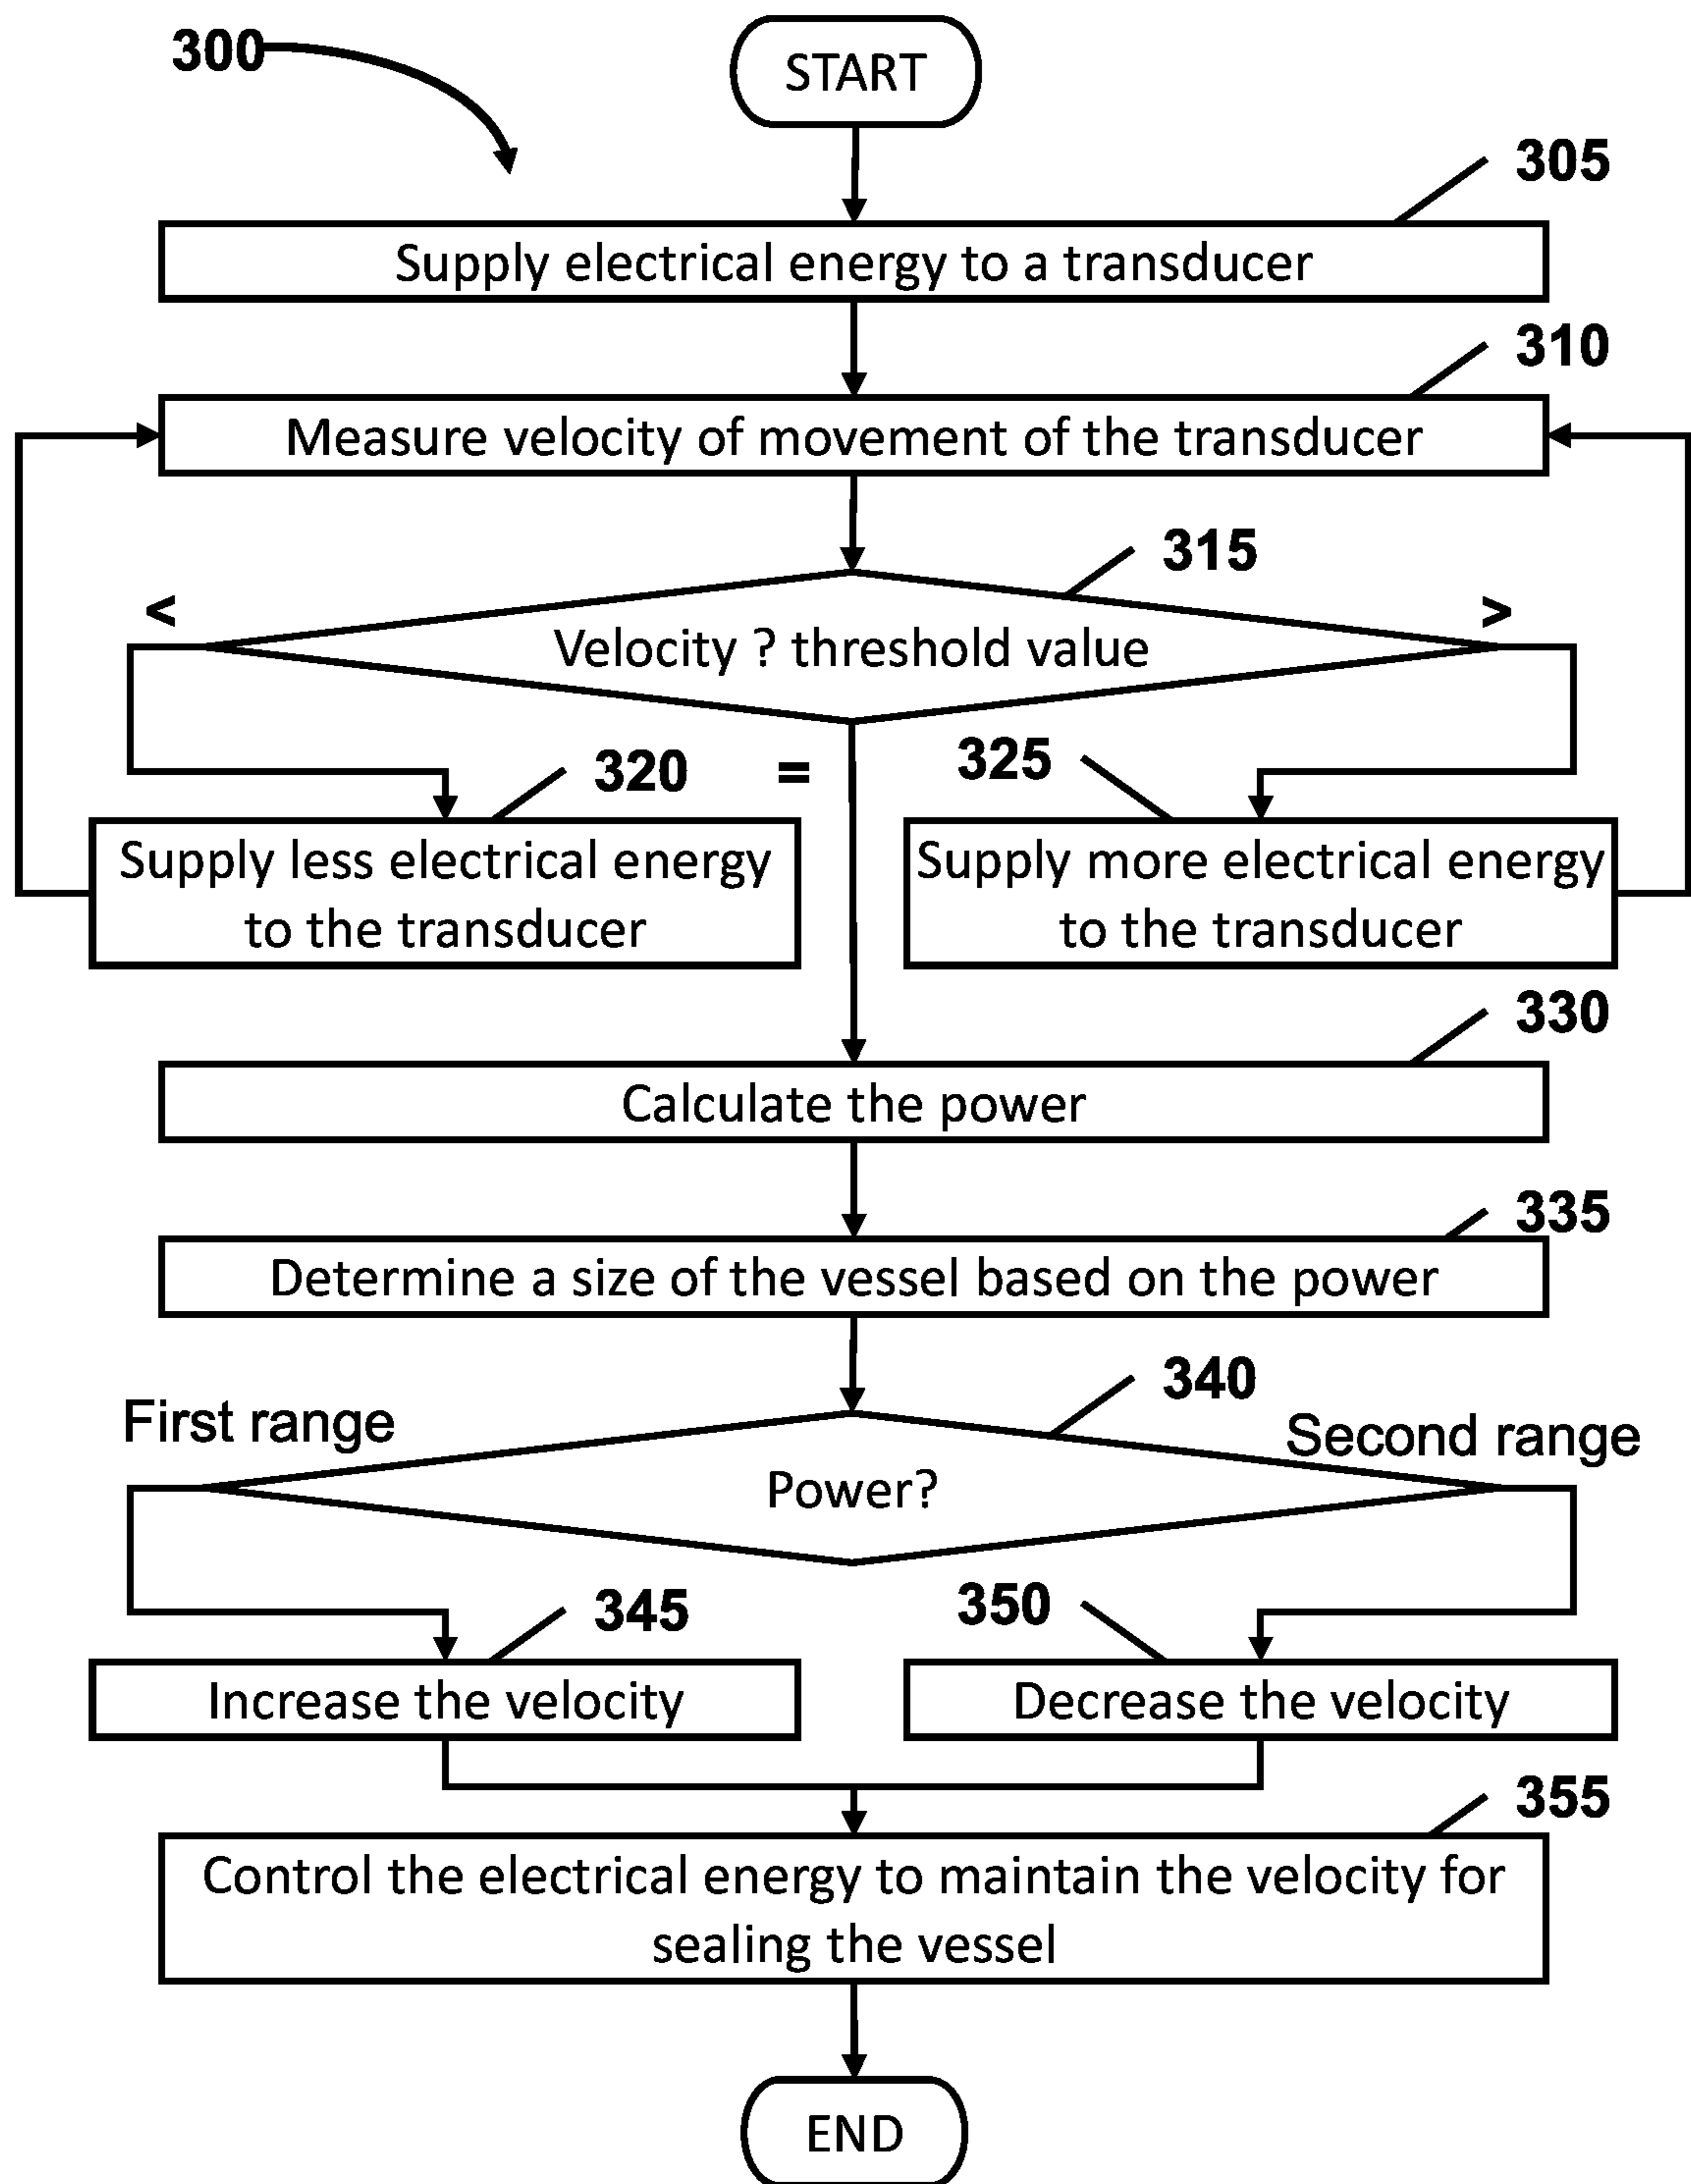 300
START
305
Supply electrical energy to a transducer
310
Measure velocity of movement of the transducer
315
<
>
Velocity ? threshold value
320
=
325
Supply less electrical energy
to the transducer
Supply more electrical energy
to the transducer
330
Calculate the power
335
Determine a size of the vessel based on the power
340
First range
Second range
Power?
345
350
Increase the velocity
Decrease the velocity
355
Control the electrical energy to maintain the velocity for
sealing the vessel
END